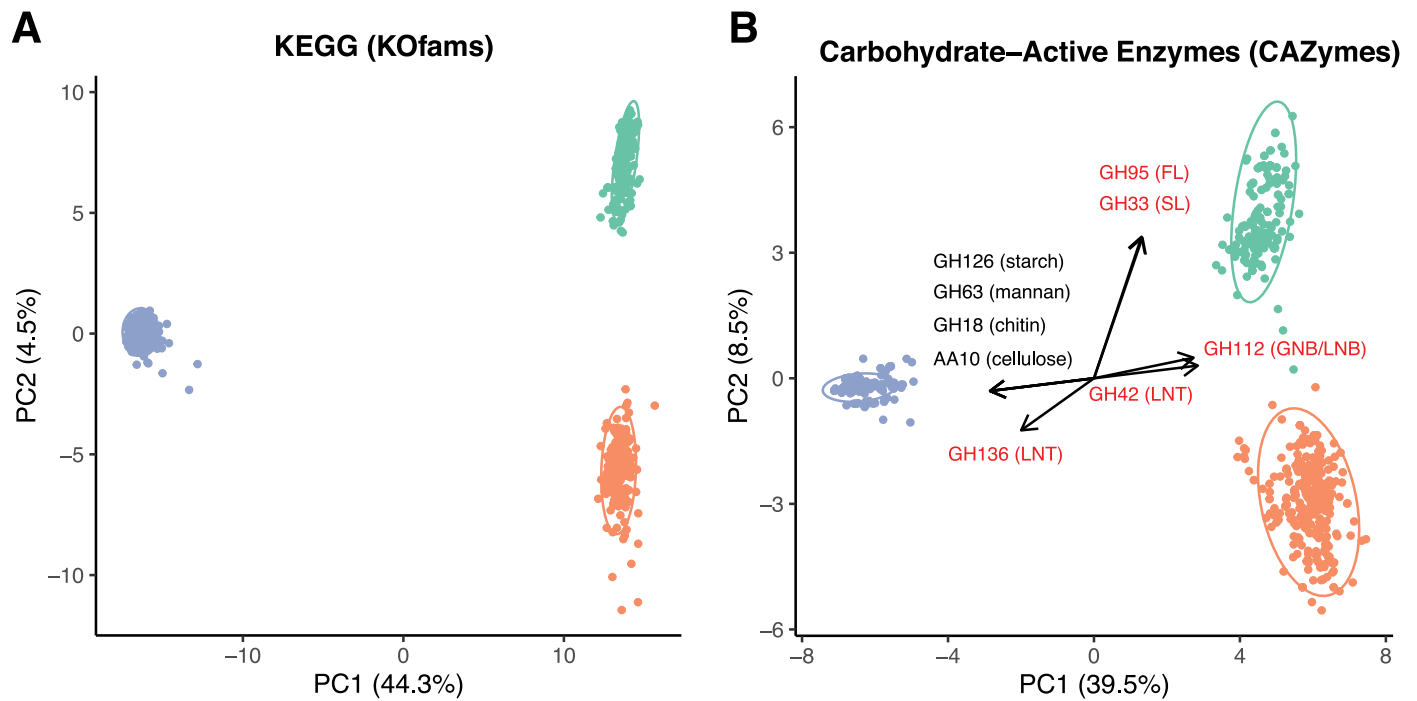 A
KEGG (KOfams)
10
5
0
−5
−10
PC2 (4.5%)
−10
0
10
PC1 (44.3%)
B
Carbohydrate−Active Enzymes (CAZymes)
6
3
0
−3
−6
PC2 (8.5%)
GH95 (FL)
GH33 (SL)
GH126 (starch)
GH63 (mannan)
GH18 (chitin)
AA10 (cellulose)
GH112 (GNB/LNB)
GH42 (LNT)
GH136 (LNT)
−8
−4
0
4
8
PC1 (39.5%)